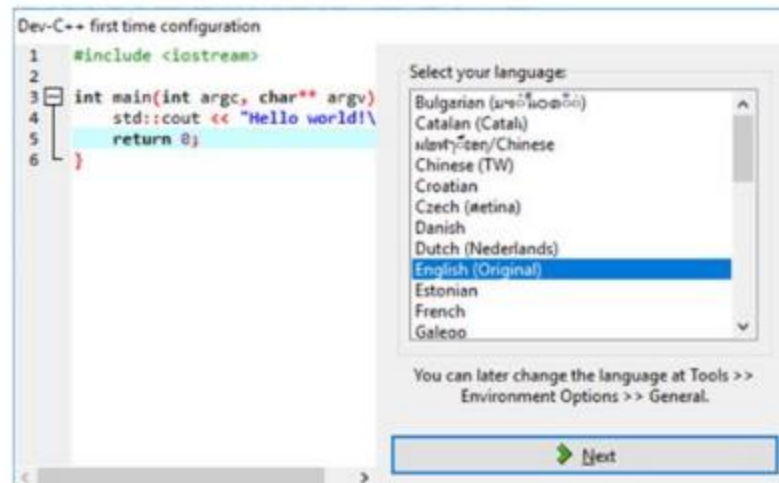 Dev-C++ first time configuration
1 #include <iostream>
2
3 int main(int argc, char** argv)
4 std::cout << "Hello world!\
5 return 0;
6 }
Select your language:
Bulgarian
Catalan
Chinese
Chinese (TW)
Croatian
Czech
Danish
Dutch (Nederlands)
English (Original)
Estonian
French
Galego
You can later change the language at Tools >>
Environment Options >> General.
Next